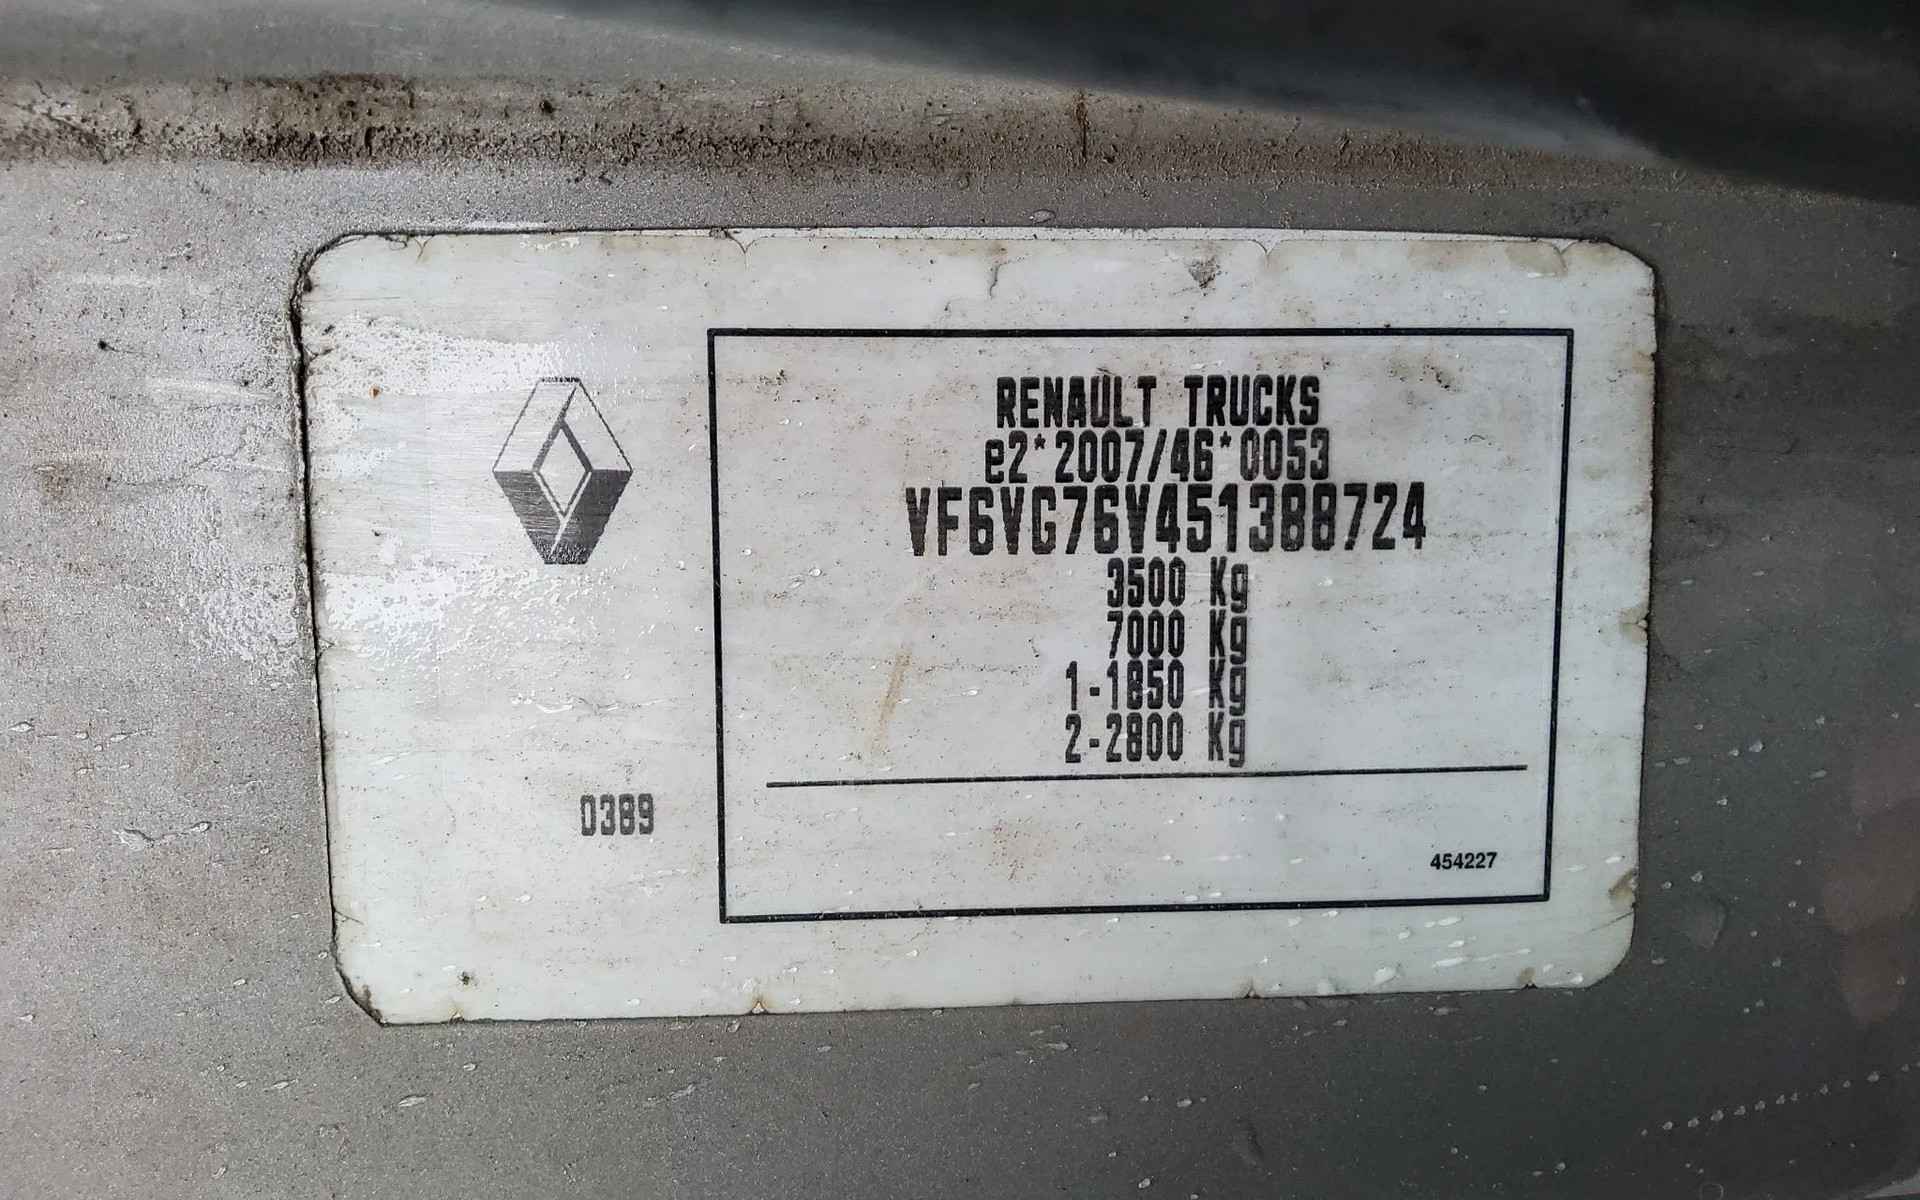 RENAULT TRUCKS
e2*2007/46*0053
VF6VG76V451388724
3500 Kg
7000 Kg
1-1850 Kg
2-2800 Kg
0389
454227